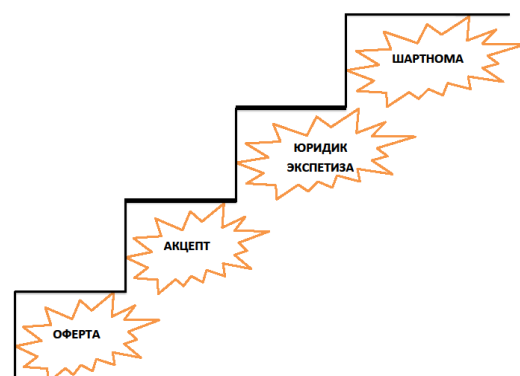 ШАРТНОМА
ЮРИДИК
ЭКСПЕТИЗА
АКЦЕПТ
ОФЕРТА